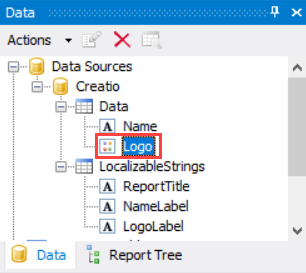 Data
Actions
Data Sources
Creatio
Data
A Name
Logo
LocalizableStrings
A ReportTitle
A NameLabel
A LogoLabel
Data Report Tree